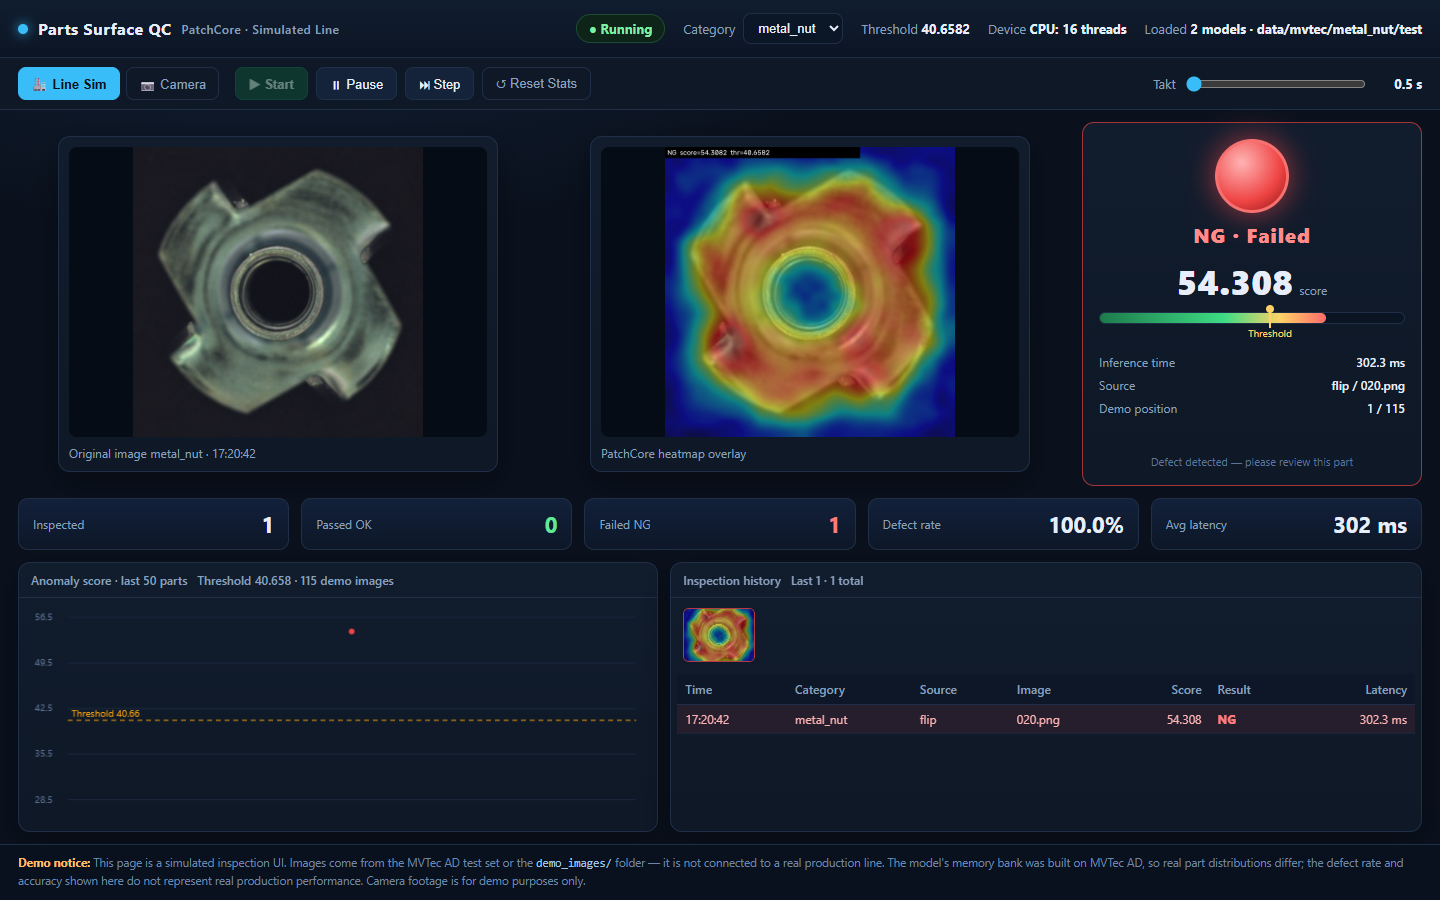 Parts Surface QC PatchCore · Simulated Line
● Running
Category metal_nut
Threshold 40.6582
Device CPU: 16 threads
Loaded 2 models · data/mvtec/metal_nut/test
Line Sim
Camera
▶ Start
⏸ Pause
⏭ Step
↺ Reset Stats
Takt 0.5 s
NG score=54.3082 thr=40.6582
Original image metal_nut · 17:20:42
PatchCore heatmap overlay
NG · Failed
54.308 score
Threshold
Inference time 302.3 ms
Source flip / 020.png
Demo position 1 / 115
Defect detected — please review this part
Inspected 1
Passed OK 0
Failed NG 1
Defect rate 100.0%
Avg latency 302 ms
Anomaly score · last 50 parts Threshold 40.658 · 115 demo images
56.5
49.5
42.5
Threshold 40.66
35.5
28.5
Inspection history Last 1 · 1 total
Time Category Source Image Score Result Latency
17:20:42 metal_nut flip 020.png 54.308 NG 302.3 ms
Demo notice: This page is a simulated inspection UI. Images come from the MVTec AD test set or the demo_images/ folder — it is not connected to a real production line. The model's memory bank was built on MVTec AD, so real part distributions differ; the defect rate and
accuracy shown here do not represent real production performance. Camera footage is for demo purposes only.